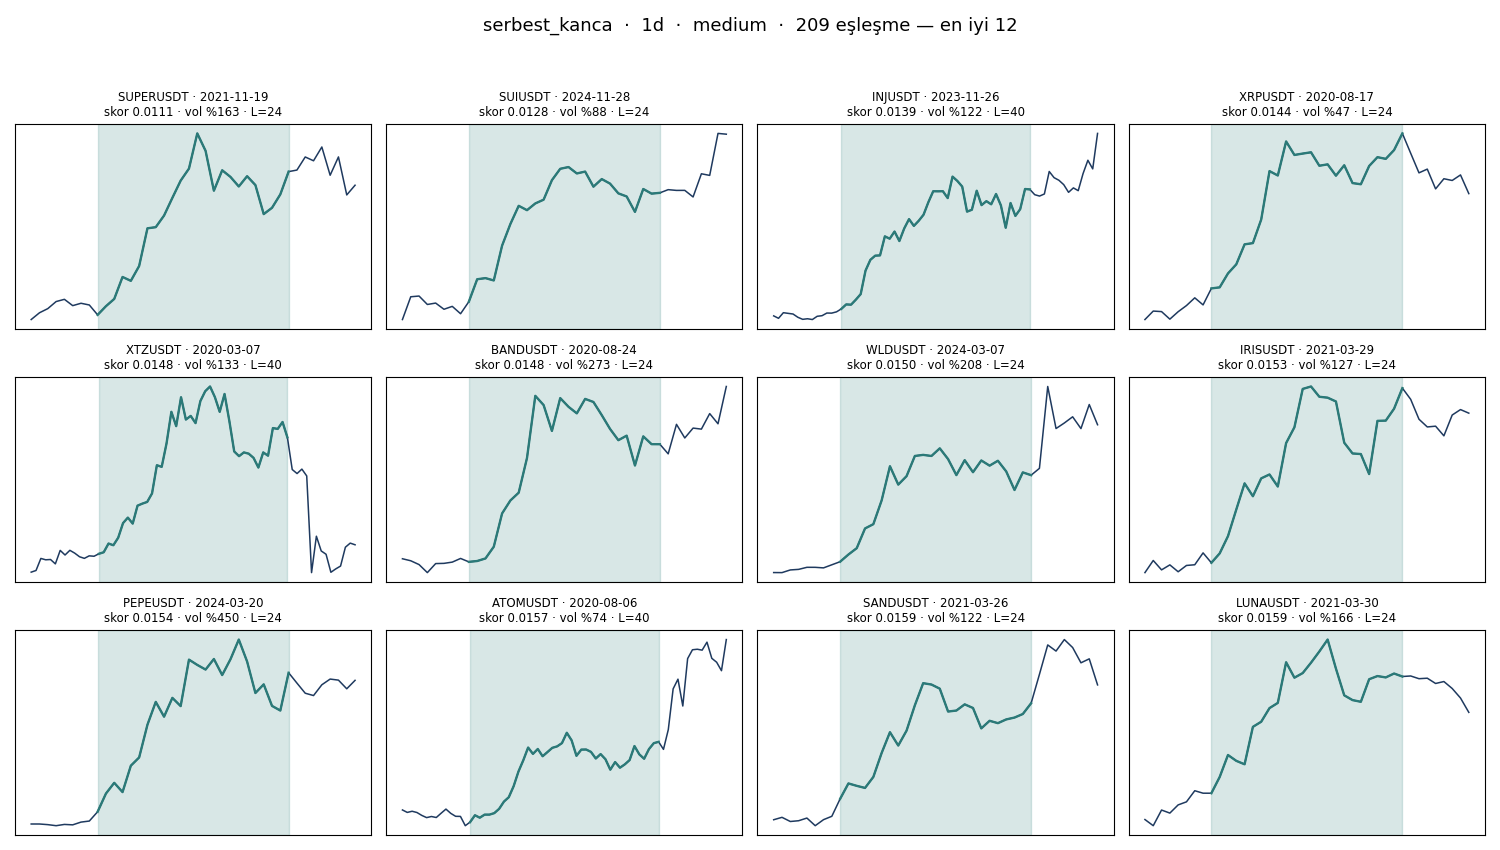 serbest_kanca · 1d · medium · 209 eşleşme — en iyi 12
SUPERUSDT · 2021-11-19
skor 0.0111 · vol %163 · L=24
SUIUSDT · 2024-11-28
skor 0.0128 · vol %88 · L=24
INJUSDT · 2023-11-26
skor 0.0139 · vol %122 · L=40
XRPUSDT · 2020-08-17
skor 0.0144 · vol %47 · L=24
XTZUSDT · 2020-03-07
skor 0.0148 · vol %133 · L=40
BANDUSDT · 2020-08-24
skor 0.0148 · vol %273 · L=24
WLDUSDT · 2024-03-07
skor 0.0150 · vol %208 · L=24
IRISUSDT · 2021-03-29
skor 0.0153 · vol %127 · L=24
PEPEUSDT · 2024-03-20
skor 0.0154 · vol %450 · L=24
ATOMUSDT · 2020-08-06
skor 0.0157 · vol %74 · L=40
SANDUSDT · 2021-03-26
skor 0.0159 · vol %122 · L=24
LUNAUSDT · 2021-03-30
skor 0.0159 · vol %166 · L=24